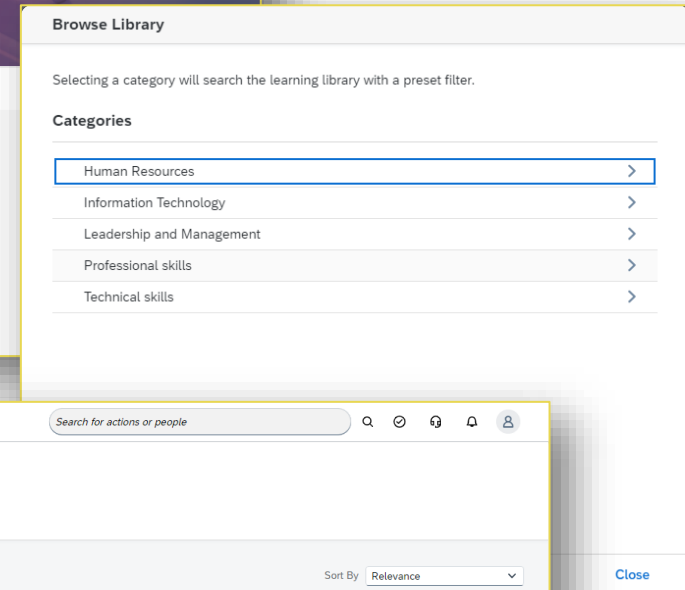 Browse Library
Selecting a category will search the learning library with a preset filter.
Categories
Human Resources
Information Technology
Leadership and Management
Professional skills
Technical skills
Search for actions or people
Sort By Relevance
Close